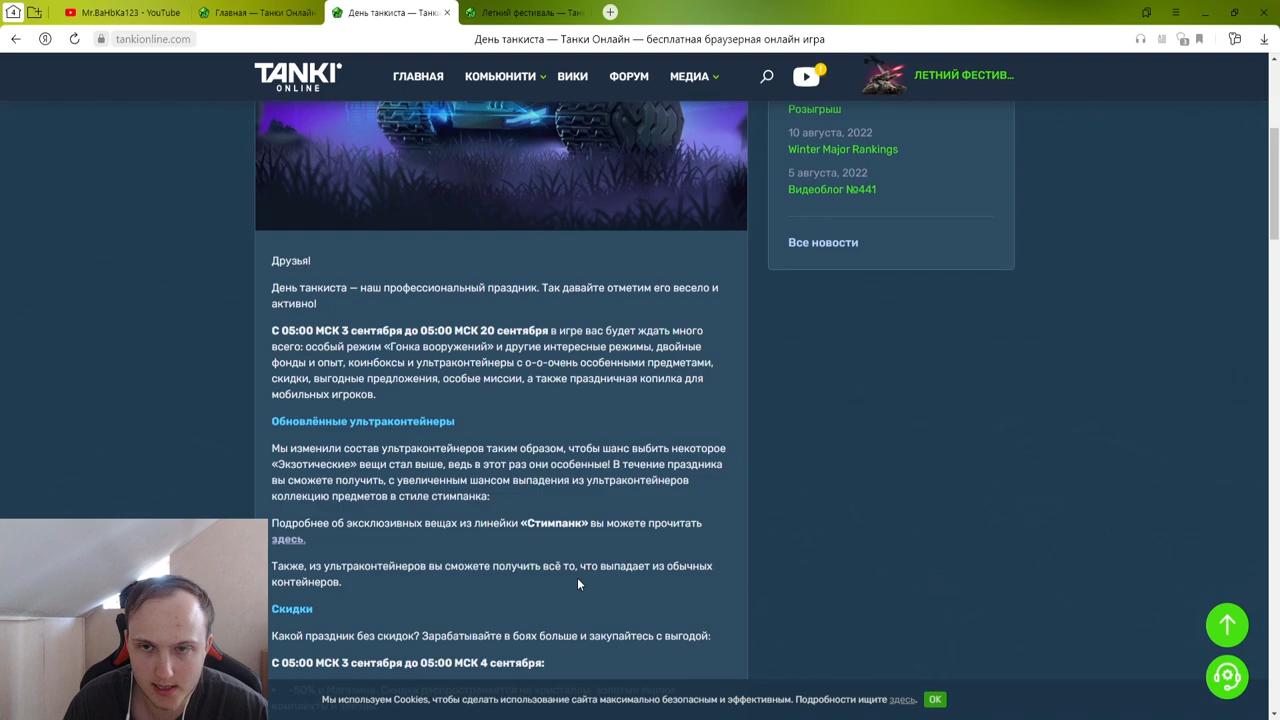 Mr.BaHbKa123 - YouTube
Главная — Танки Онлайн
День танкиста — Танки
Летний фестиваль — Тан
tankionline.com
День танкиста — Танки Онлайн — бесплатная браузерная онлайн игра
TANKI
ONLINE
ГЛАВНАЯ
КОМЬЮНИТИ
ВИКИ
ФОРУМ
МЕДИА
ЛЕТНИЙ ФЕСТИВ...
Розыгрыш
10 августа, 2022
Winter Major Rankings
5 августа, 2022
Видеоблог №441
Все новости
Друзья!
День танкиста — наш профессиональный праздник. Так давайте отметим его весело и
активно!
С 05:00 МСК 3 сентября до 05:00 МСК 20 сентября в игре вас будет ждать много
всего: особый режим «Гонка вооружений» и другие интересные режимы, двойные
фонды и опыт, коинбоксы и ультраконтейнеры с о-о-очень особенными предметами,
скидки, выгодные предложения, особые миссии, а также праздничная копилка для
мобильных игроков.
Обновлённые ультраконтейнеры
Мы изменили состав ультраконтейнеров таким образом, чтобы шанс выбить некоторое
«Экзотические» вещи стал выше, ведь в этот раз они особенные! В течение праздника
вы сможете получить, с увеличенным шансом выпадения из ультраконтейнеров
коллекцию предметов в стиле стимпанка:
Подробнее об эксклюзивных вещах из линейки «Стимпанк» вы можете прочитать
здесь.
Также, из ультраконтейнеров вы сможете получить всё то, что выпадает из обычных
контейнеров.
Скидки
Какой праздник без скидок? Зарабатывайте в боях больше и закупайтесь с выгодой:
С 05:00 МСК 3 сентября до 05:00 МСК 4 сентября:
Мы используем Cookies, чтобы сделать использование сайта максимально безопасным и эффективным. Подробности ищите здесь.
OK